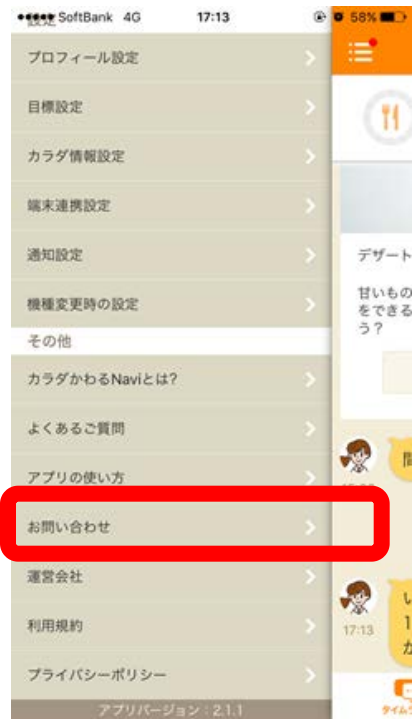 SoftBank 4G 17:13 58%
プロフィール設定
目標設定
カラダ情報設定
端末連携設定
通知設定
機種変更時の設定
その他
カラダかわるNaviとは?
よくあるご質問
アプリの使い方
お問い合わせ
運営会社
利用規約
プライバシーポリシー
アプリバージョン:2.1.1
デザート
甘いもの
をできる
う?
17:13